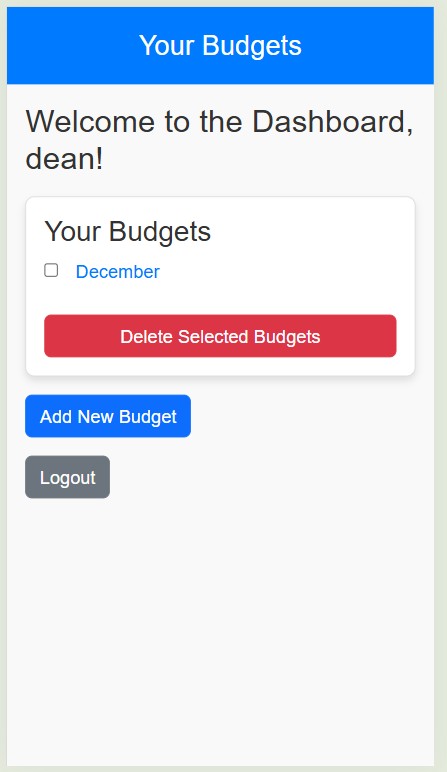 Your Budgets
Welcome to the Dashboard,
dean!
Your Budgets
December
Delete Selected Budgets
Add New Budget
Logout